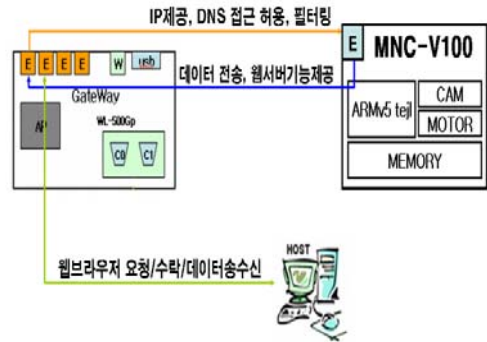 IP제공, DNS 접근 허용, 필터링
E E E E W usb
E MNC-V100
데이터 전송, 웹서버기능제공
GateWay
AP
WL-500Gp
C0 C1
ARMv5 tejl
CAM
MOTOR
MEMORY
HOST
웹브라우저 요청/수락/데이터송수신